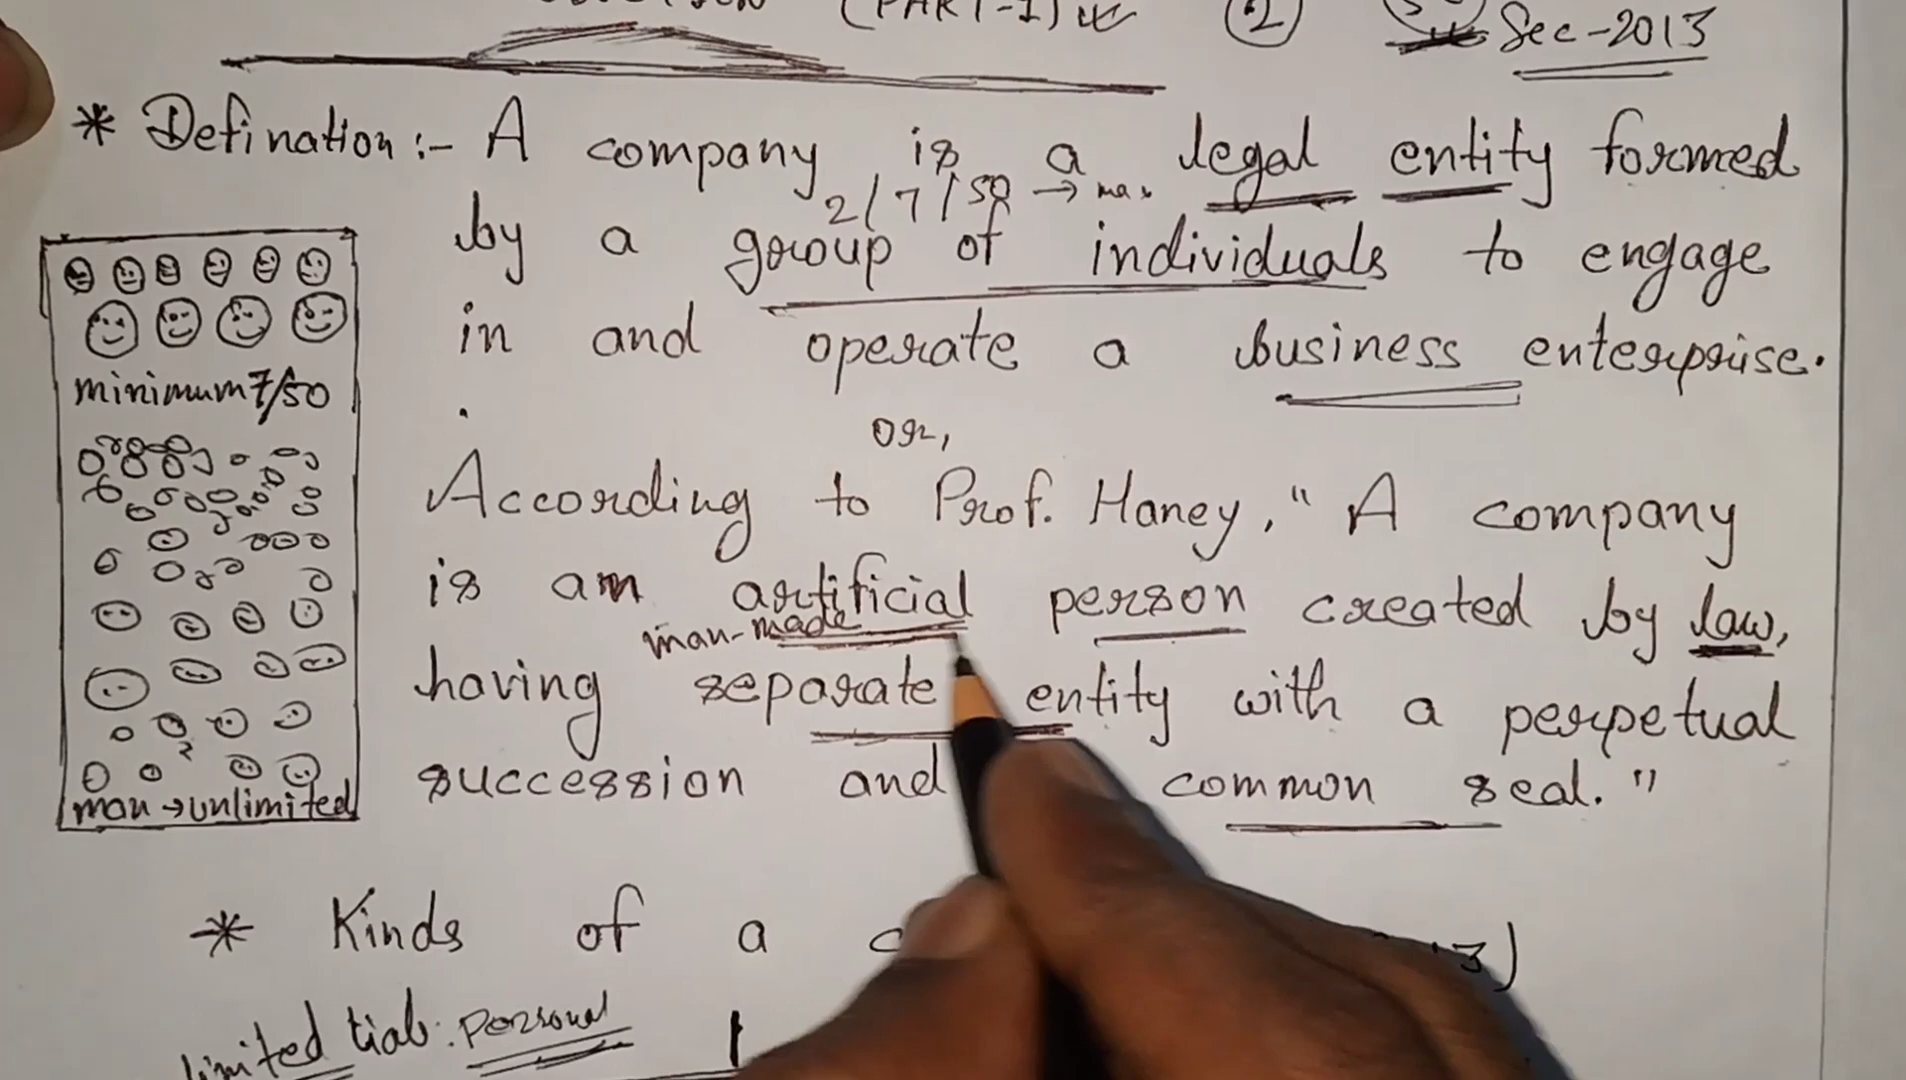 (PART-I) 2 Sec-2013
* Defination:- A company is a legal entity formed
2/7/50 → max
by a group of individuals to engage
in and operate a business enterprise.
minimum 7/50
or,
According to Prof. Haney, "A company
is an artificial person created by law,
man-made
having separate entity with a perpetual
succession and common seal."
man → unlimited
* Kinds of a
limited liab: personal